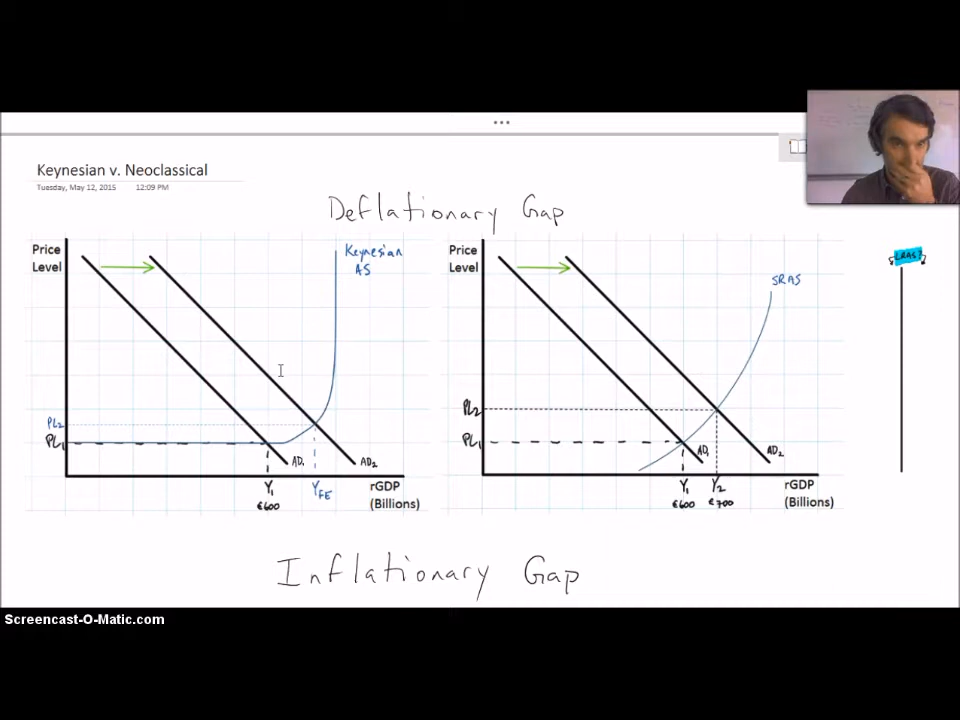 Keynesian v. Neoclassical
Tuesday, May 12, 2015 12:09 PM
Deflationary Gap
Price
Level
Keynesian
AS
PL2
PL1
AD1
AD2
Y1
€600
YFE
rGDP
(Billions)
Price
Level
SRAS
PL2
PL1
AD1
AD2
Y1
€600
Y2
€700
rGDP
(Billions)
LRAS?
Inflationary Gap
Screencast-O-Matic.com